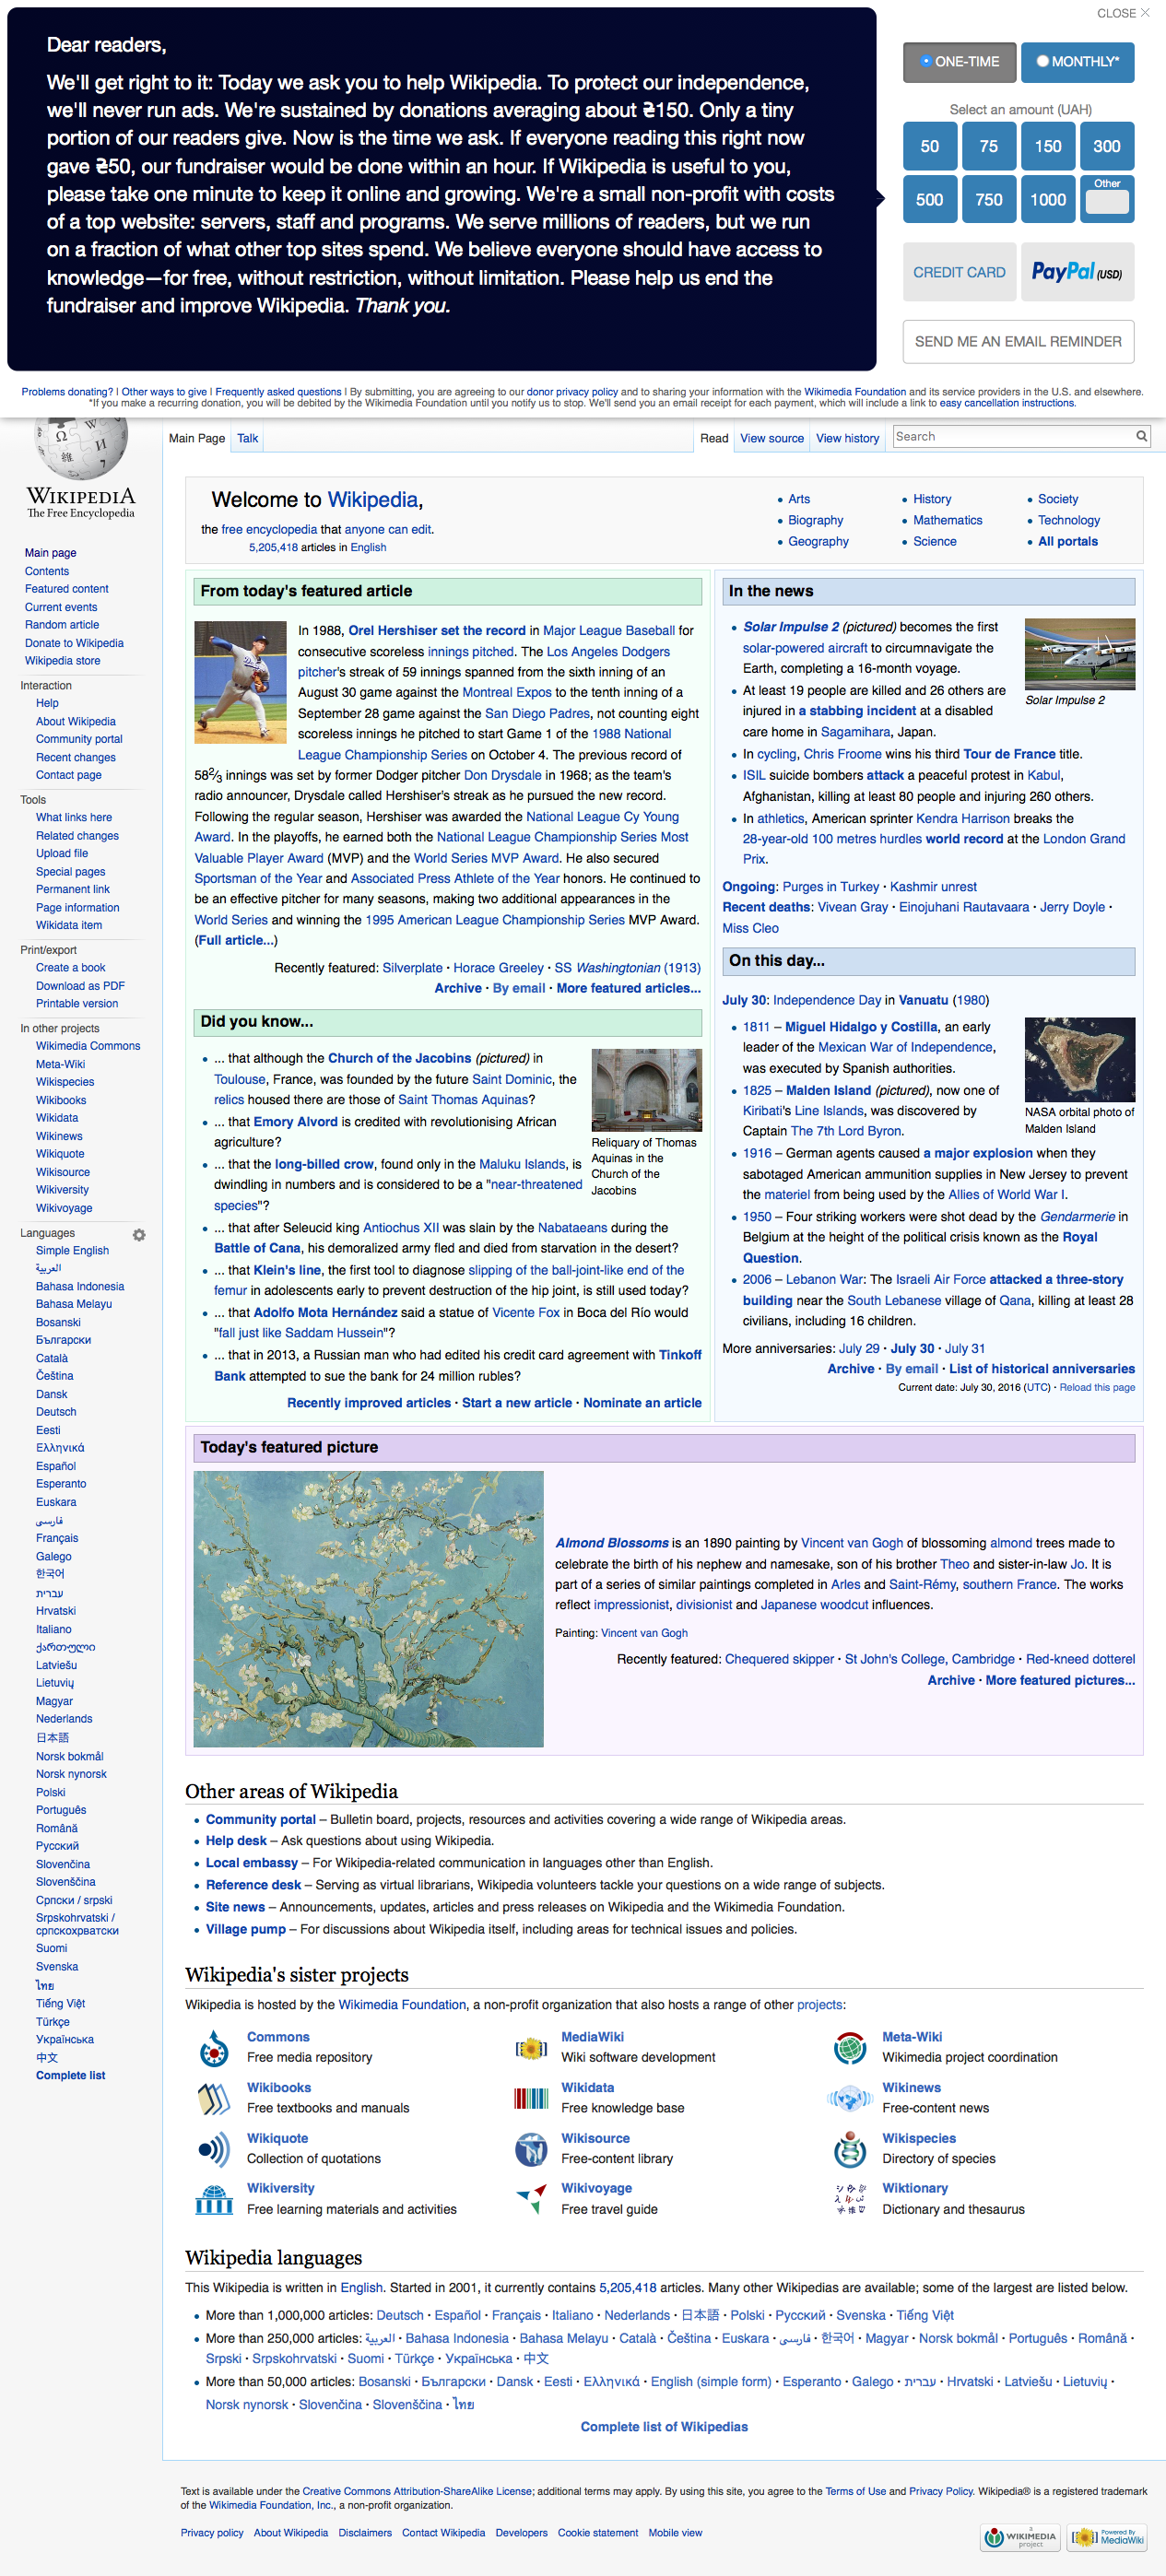 CLOSE
Dear readers,
We'll get right to it: Today we ask you to help Wikipedia. To protect our independence,
we'll never run ads. We're sustained by donations averaging about ₴150. Only a tiny
portion of our readers give. Now is the time we ask. If everyone reading this right now
gave ₴50, our fundraiser would be done within an hour. If Wikipedia is useful to you,
please take one minute to keep it online and growing. We're a small non-profit with costs
of a top website: servers, staff and programs. We serve millions of readers, but we run
on a fraction of what other top sites spend. We believe everyone should have access to
knowledge—for free, without restriction, without limitation. Please help us end the
fundraiser and improve Wikipedia. Thank you.
ONE-TIME MONTHLY*
Select an amount (UAH)
50 75 150 300
500 750 1000 Other
CREDIT CARD PayPal (USD)
SEND ME AN EMAIL REMINDER
Problems donating? | Other ways to give | Frequently asked questions | By submitting, you are agreeing to our donor privacy policy and to sharing your information with the Wikimedia Foundation and its service providers in the U.S. and elsewhere.
*If you make a recurring donation, you will be debited by the Wikimedia Foundation until you notify us to stop. We'll send you an email receipt for each payment, which will include a link to easy cancellation instructions.
Ω W И 維
WIKIPEDIA
The Free Encyclopedia
Main page
Contents
Featured content
Current events
Random article
Donate to Wikipedia
Wikipedia store
Interaction
Help
About Wikipedia
Community portal
Recent changes
Contact page
Tools
What links here
Related changes
Upload file
Special pages
Permanent link
Page information
Wikidata item
Print/export
Create a book
Download as PDF
Printable version
In other projects
Wikimedia Commons
Meta-Wiki
Wikispecies
Wikibooks
Wikidata
Wikinews
Wikiquote
Wikisource
Wikiversity
Wikivoyage
Languages
Simple English
العربية
Bahasa Indonesia
Bahasa Melayu
Bosanski
Български
Català
Čeština
Dansk
Deutsch
Eesti
Ελληνικά
Español
Esperanto
Euskara
فارسی
Français
Galego
한국어
עברית
Hrvatski
Italiano
ქართული
Latviešu
Lietuvių
Magyar
Nederlands
日本語
Norsk bokmål
Norsk nynorsk
Polski
Português
Română
Русский
Slovenčina
Slovenščina
Српски / srpski
Srpskohrvatski /
српскохрватски
Suomi
Svenska
ไทย
Tiếng Việt
Türkçe
Українська
中文
Complete list
Main Page Talk Read View source View history Search
Welcome to Wikipedia,
the free encyclopedia that anyone can edit.
5,205,418 articles in English
Arts
Biography
Geography
History
Mathematics
Science
Society
Technology
All portals
From today's featured article
In 1988, Orel Hershiser set the record in Major League Baseball for
consecutive scoreless innings pitched. The Los Angeles Dodgers
pitcher's streak of 59 innings spanned from the sixth inning of an
August 30 game against the Montreal Expos to the tenth inning of a
September 28 game against the San Diego Padres, not counting eight
scoreless innings he pitched to start Game 1 of the 1988 National
League Championship Series on October 4. The previous record of
58²⁄₃ innings was set by former Dodger pitcher Don Drysdale in 1968; as the team's
radio announcer, Drysdale called Hershiser's streak as he pursued the new record.
Following the regular season, Hershiser was awarded the National League Cy Young
Award. In the playoffs, he earned both the National League Championship Series Most
Valuable Player Award (MVP) and the World Series MVP Award. He also secured
Sportsman of the Year and Associated Press Athlete of the Year honors. He continued to
be an effective pitcher for many seasons, making two additional appearances in the
World Series and winning the 1995 American League Championship Series MVP Award.
(Full article...)
Recently featured: Silverplate · Horace Greeley · SS Washingtonian (1913)
Archive · By email · More featured articles...
Did you know...
... that although the Church of the Jacobins (pictured) in
Toulouse, France, was founded by the future Saint Dominic, the
relics housed there are those of Saint Thomas Aquinas?
... that Emory Alvord is credited with revolutionising African
agriculture?
... that the long-billed crow, found only in the Maluku Islands, is
dwindling in numbers and is considered to be a "near-threatened
species"?
Reliquary of Thomas
Aquinas in the
Church of the
Jacobins
... that after Seleucid king Antiochus XII was slain by the Nabataeans during the
Battle of Cana, his demoralized army fled and died from starvation in the desert?
... that Klein's line, the first tool to diagnose slipping of the ball-joint-like end of the
femur in adolescents early to prevent destruction of the hip joint, is still used today?
... that Adolfo Mota Hernández said a statue of Vicente Fox in Boca del Río would
"fall just like Saddam Hussein"?
... that in 2013, a Russian man who had edited his credit card agreement with Tinkoff
Bank attempted to sue the bank for 24 million rubles?
Recently improved articles · Start a new article · Nominate an article
In the news
Solar Impulse 2 (pictured) becomes the first
solar-powered aircraft to circumnavigate the
Earth, completing a 16-month voyage.
Solar Impulse 2
At least 19 people are killed and 26 others are
injured in a stabbing incident at a disabled
care home in Sagamihara, Japan.
In cycling, Chris Froome wins his third Tour de France title.
ISIL suicide bombers attack a peaceful protest in Kabul,
Afghanistan, killing at least 80 people and injuring 260 others.
In athletics, American sprinter Kendra Harrison breaks the
28-year-old 100 metres hurdles world record at the London Grand
Prix.
Ongoing: Purges in Turkey · Kashmir unrest
Recent deaths: Vivean Gray · Einojuhani Rautavaara · Jerry Doyle ·
Miss Cleo
On this day...
July 30: Independence Day in Vanuatu (1980)
1811 – Miguel Hidalgo y Costilla, an early
leader of the Mexican War of Independence,
was executed by Spanish authorities.
1825 – Malden Island (pictured), now one of
Kiribati's Line Islands, was discovered by
Captain The 7th Lord Byron.
NASA orbital photo of
Malden Island
1916 – German agents caused a major explosion when they
sabotaged American ammunition supplies in New Jersey to prevent
the materiel from being used by the Allies of World War I.
1950 – Four striking workers were shot dead by the Gendarmerie in
Belgium at the height of the political crisis known as the Royal
Question.
2006 – Lebanon War: The Israeli Air Force attacked a three-story
building near the South Lebanese village of Qana, killing at least 28
civilians, including 16 children.
More anniversaries: July 29 · July 30 · July 31
Archive · By email · List of historical anniversaries
Current date: July 30, 2016 (UTC) · Reload this page
Today's featured picture
Almond Blossoms is an 1890 painting by Vincent van Gogh of blossoming almond trees made to
celebrate the birth of his nephew and namesake, son of his brother Theo and sister-in-law Jo. It is
part of a series of similar paintings completed in Arles and Saint-Rémy, southern France. The works
reflect impressionist, divisionist and Japanese woodcut influences.
Painting: Vincent van Gogh
Recently featured: Chequered skipper · St John's College, Cambridge · Red-kneed dotterel
Archive · More featured pictures...
Other areas of Wikipedia
Community portal – Bulletin board, projects, resources and activities covering a wide range of Wikipedia areas.
Help desk – Ask questions about using Wikipedia.
Local embassy – For Wikipedia-related communication in languages other than English.
Reference desk – Serving as virtual librarians, Wikipedia volunteers tackle your questions on a wide range of subjects.
Site news – Announcements, updates, articles and press releases on Wikipedia and the Wikimedia Foundation.
Village pump – For discussions about Wikipedia itself, including areas for technical issues and policies.
Wikipedia's sister projects
Wikipedia is hosted by the Wikimedia Foundation, a non-profit organization that also hosts a range of other projects:
Commons
Free media repository
MediaWiki
Wiki software development
Meta-Wiki
Wikimedia project coordination
Wikibooks
Free textbooks and manuals
Wikidata
Free knowledge base
Wikinews
Free-content news
Wikiquote
Collection of quotations
Wikisource
Free-content library
Wikispecies
Directory of species
Wikiversity
Free learning materials and activities
Wikivoyage
Free travel guide
Wiktionary
Dictionary and thesaurus
Wikipedia languages
This Wikipedia is written in English. Started in 2001, it currently contains 5,205,418 articles. Many other Wikipedias are available; some of the largest are listed below.
More than 1,000,000 articles: Deutsch · Español · Français · Italiano · Nederlands · 日本語 · Polski · Русский · Svenska · Tiếng Việt
More than 250,000 articles: العربية · Bahasa Indonesia · Bahasa Melayu · Català · Čeština · Euskara · فارسی · 한국어 · Magyar · Norsk bokmål · Português · Română ·
Srpski · Srpskohrvatski · Suomi · Türkçe · Українська · 中文
More than 50,000 articles: Bosanski · Български · Dansk · Eesti · Ελληνικά · English (simple form) · Esperanto · Galego · עברית · Hrvatski · Latviešu · Lietuvių ·
Norsk nynorsk · Slovenčina · Slovenščina · ไทย
Complete list of Wikipedias
Text is available under the Creative Commons Attribution-ShareAlike License; additional terms may apply. By using this site, you agree to the Terms of Use and Privacy Policy. Wikipedia® is a registered trademark
of the Wikimedia Foundation, Inc., a non-profit organization.
Privacy policy About Wikipedia Disclaimers Contact Wikipedia Developers Cookie statement Mobile view
A WIKIMEDIA project
Powered By MediaWiki